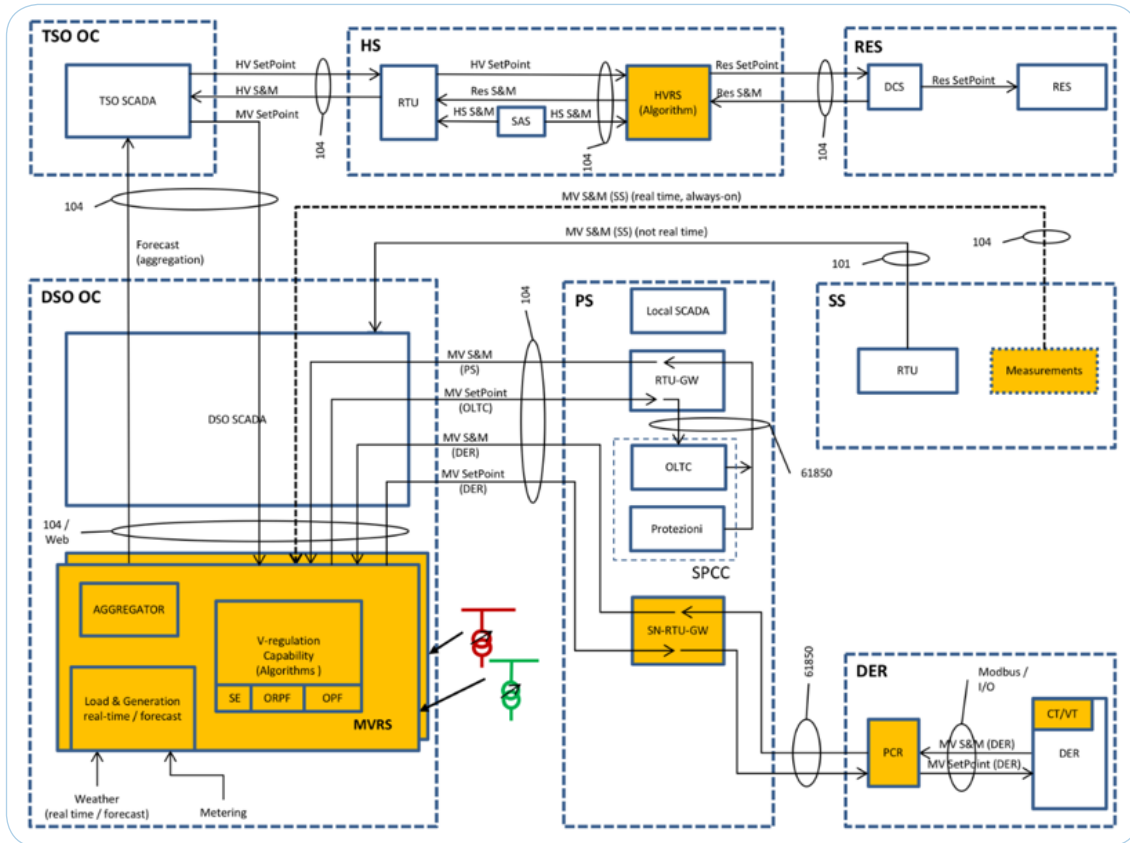 TSO OC
TSO SCADA
HV SetPoint
HV S&M
MV SetPoint
104
HS
RTU
HV SetPoint
Res S&M
HS S&M
SAS
HS S&M
104
HVRS
(Algorithm)
Res SetPoint
Res S&M
104
RES
DCS
Res SetPoint
RES
104
Forecast
(aggregation)
MV S&M (SS) (real time, always-on)
MV S&M (SS) (not real time)
101
104
DSO OC
DSO SCADA
104
MV S&M
(PS)
MV SetPoint
(OLTC)
MV S&M
(DER)
MV SetPoint
(DER)
PS
Local SCADA
RTU-GW
OLTC
Protezioni
SPCC
61850
SN-RTU-GW
SS
RTU
Measurements
104 /
Web
AGGREGATOR
V-regulation
Capability
(Algorithms )
SE
ORPF
OPF
Load & Generation
real-time / forecast
MVRS
Weather
(real time / forecast)
Metering
61850
DER
Modbus /
I/O
PCR
MV S&M (DER)
MV SetPoint (DER)
CT/VT
DER